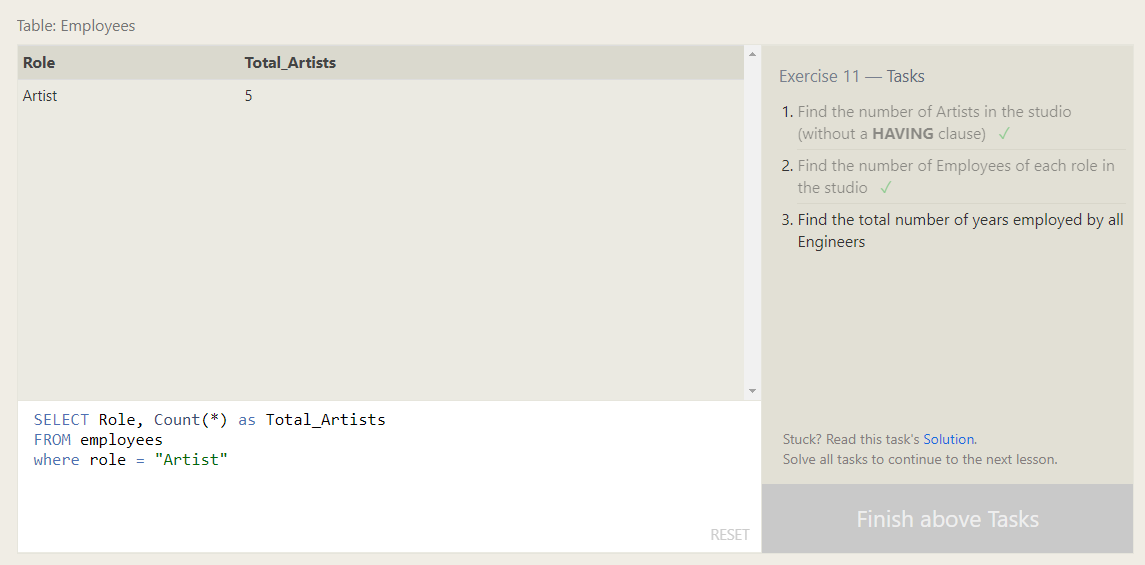 Table: Employees
Role Total_Artists
Artist 5
SELECT Role, Count(*) as Total_Artists
FROM employees
where role = "Artist"
RESET
Exercise 11 — Tasks
1. Find the number of Artists in the studio
(without a HAVING clause) ✓
2. Find the number of Employees of each role in
the studio ✓
3. Find the total number of years employed by all
Engineers
Stuck? Read this task's Solution.
Solve all tasks to continue to the next lesson.
Finish above Tasks